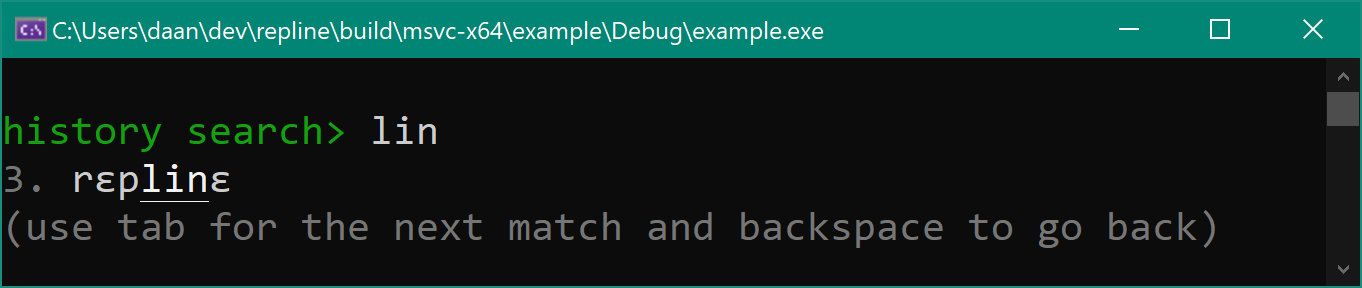 C:\Users\daan\dev\repline\build\msvc-x64\example\Debug\example.exe
history search> lin
3. rεplinε
(use tab for the next match and backspace to go back)